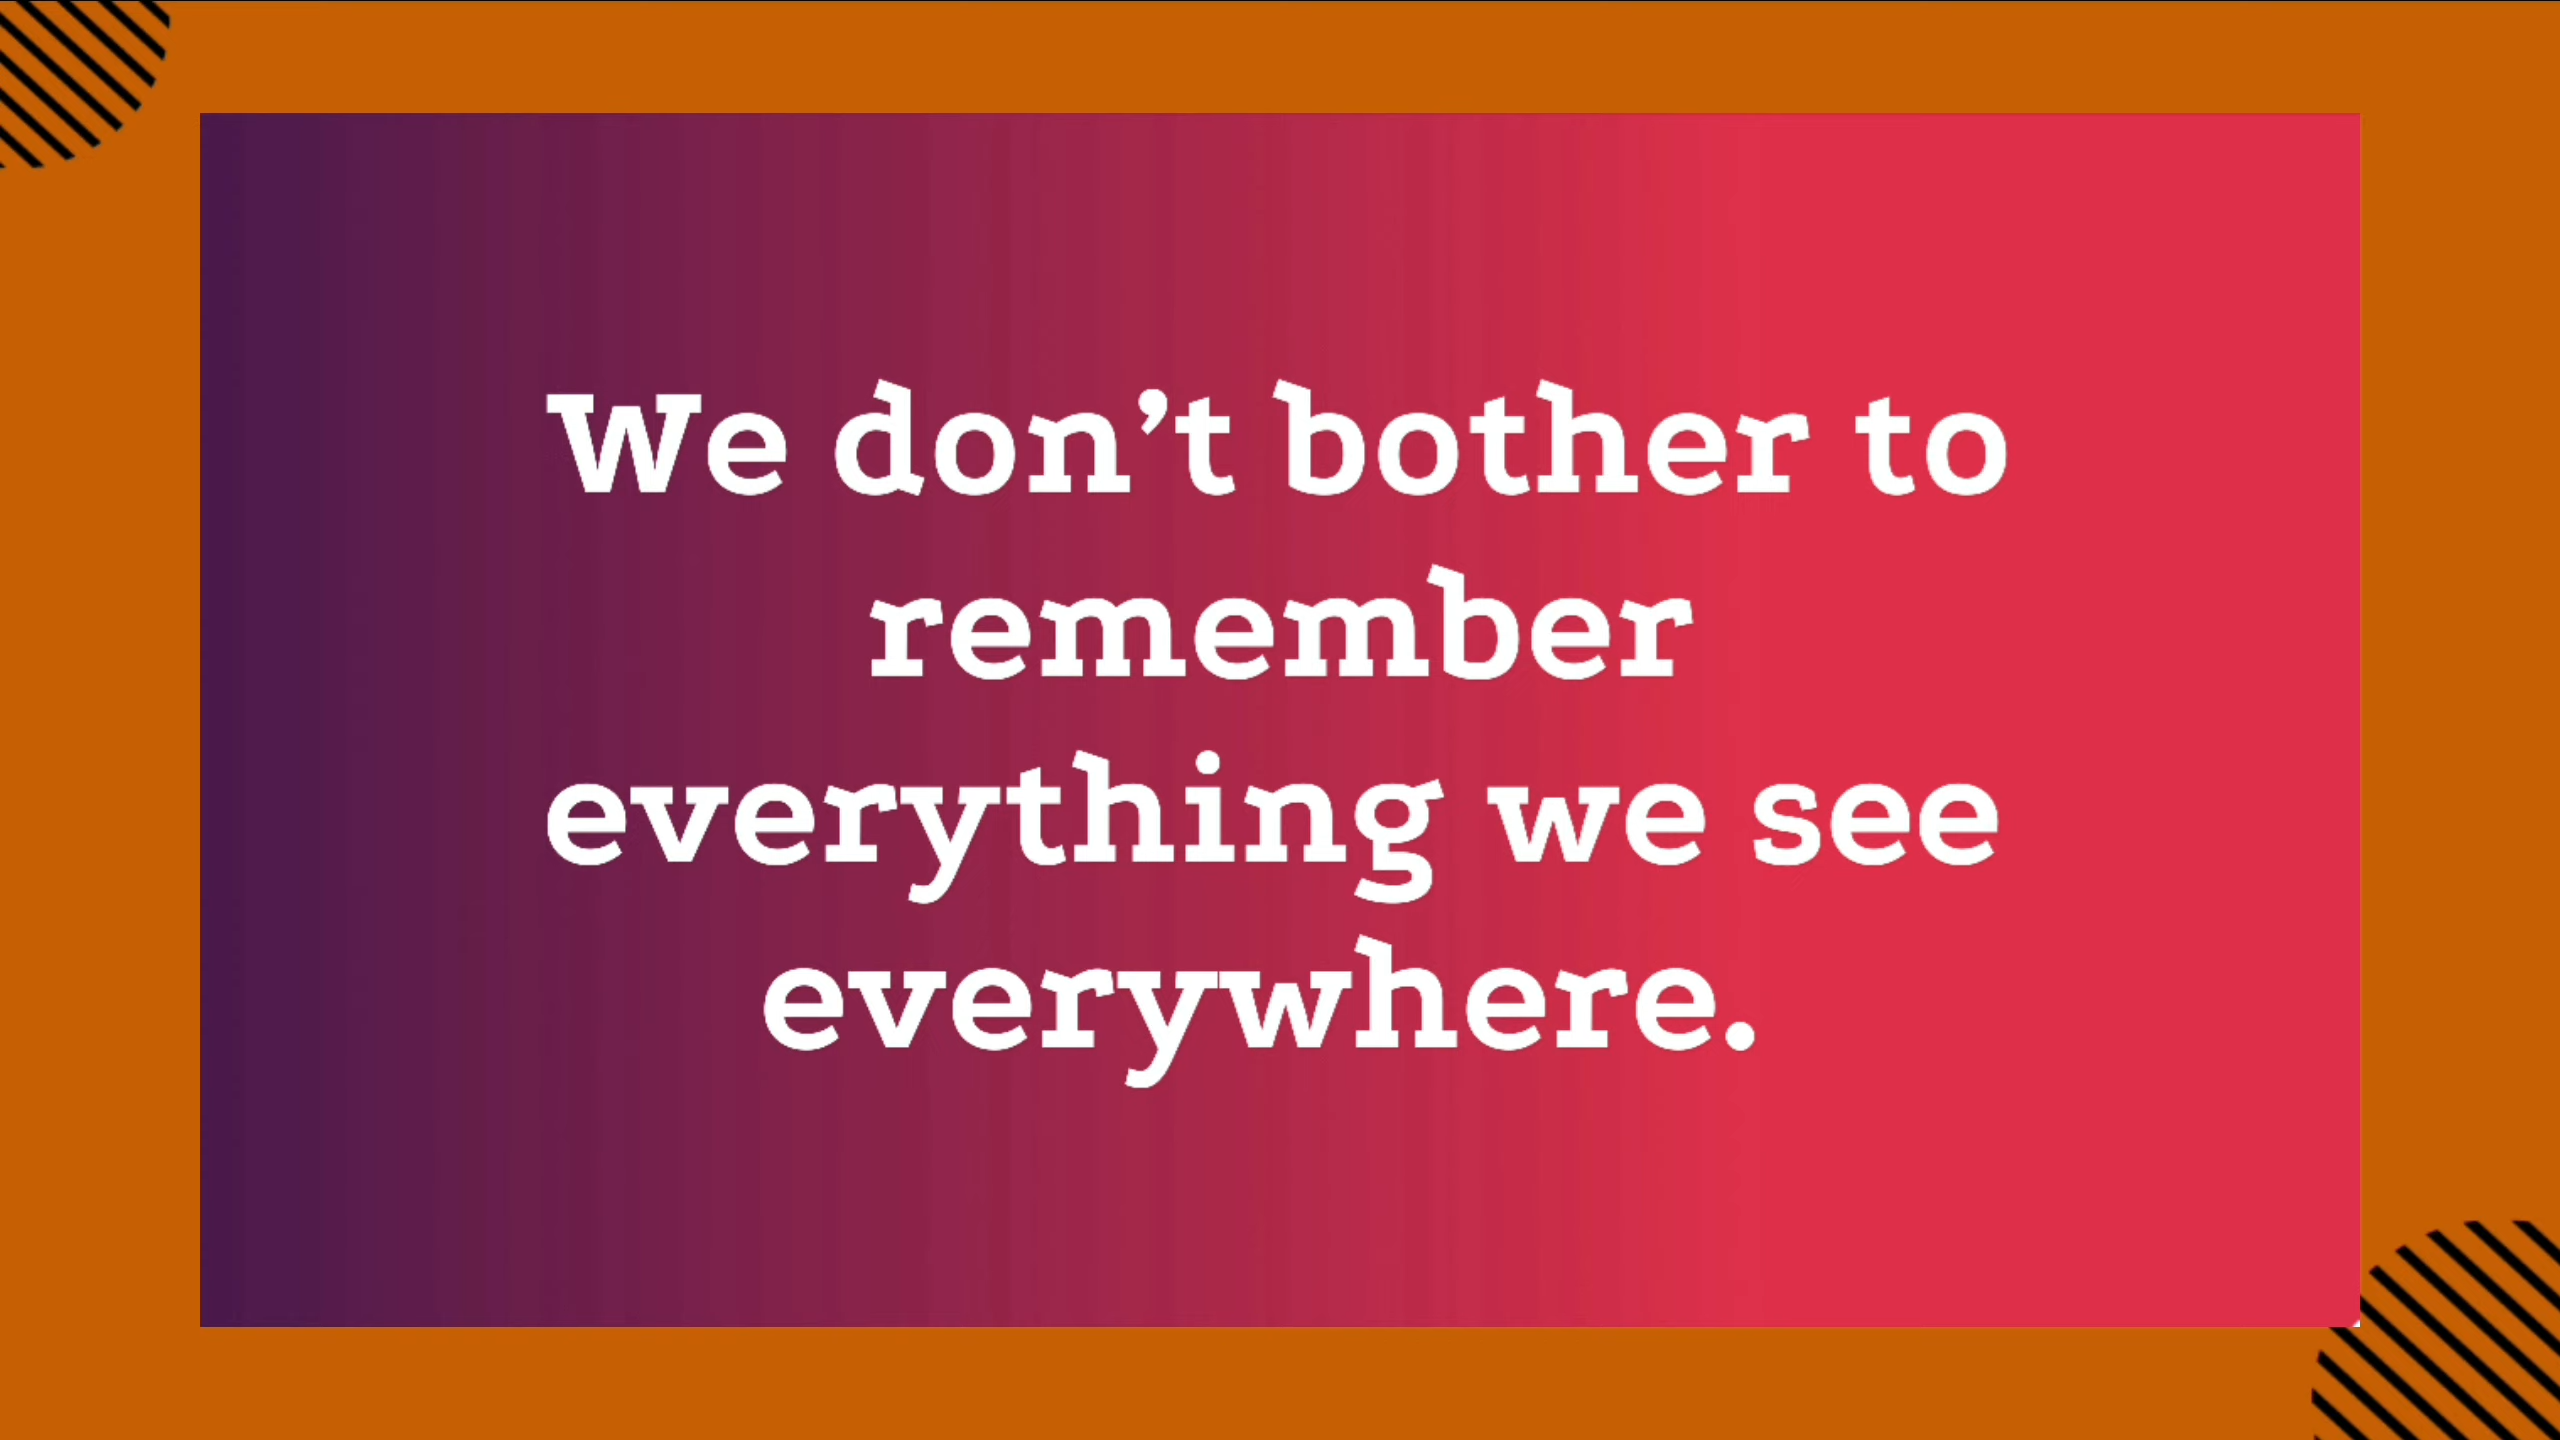 We don’t bother to
remember
everything we see
everywhere.